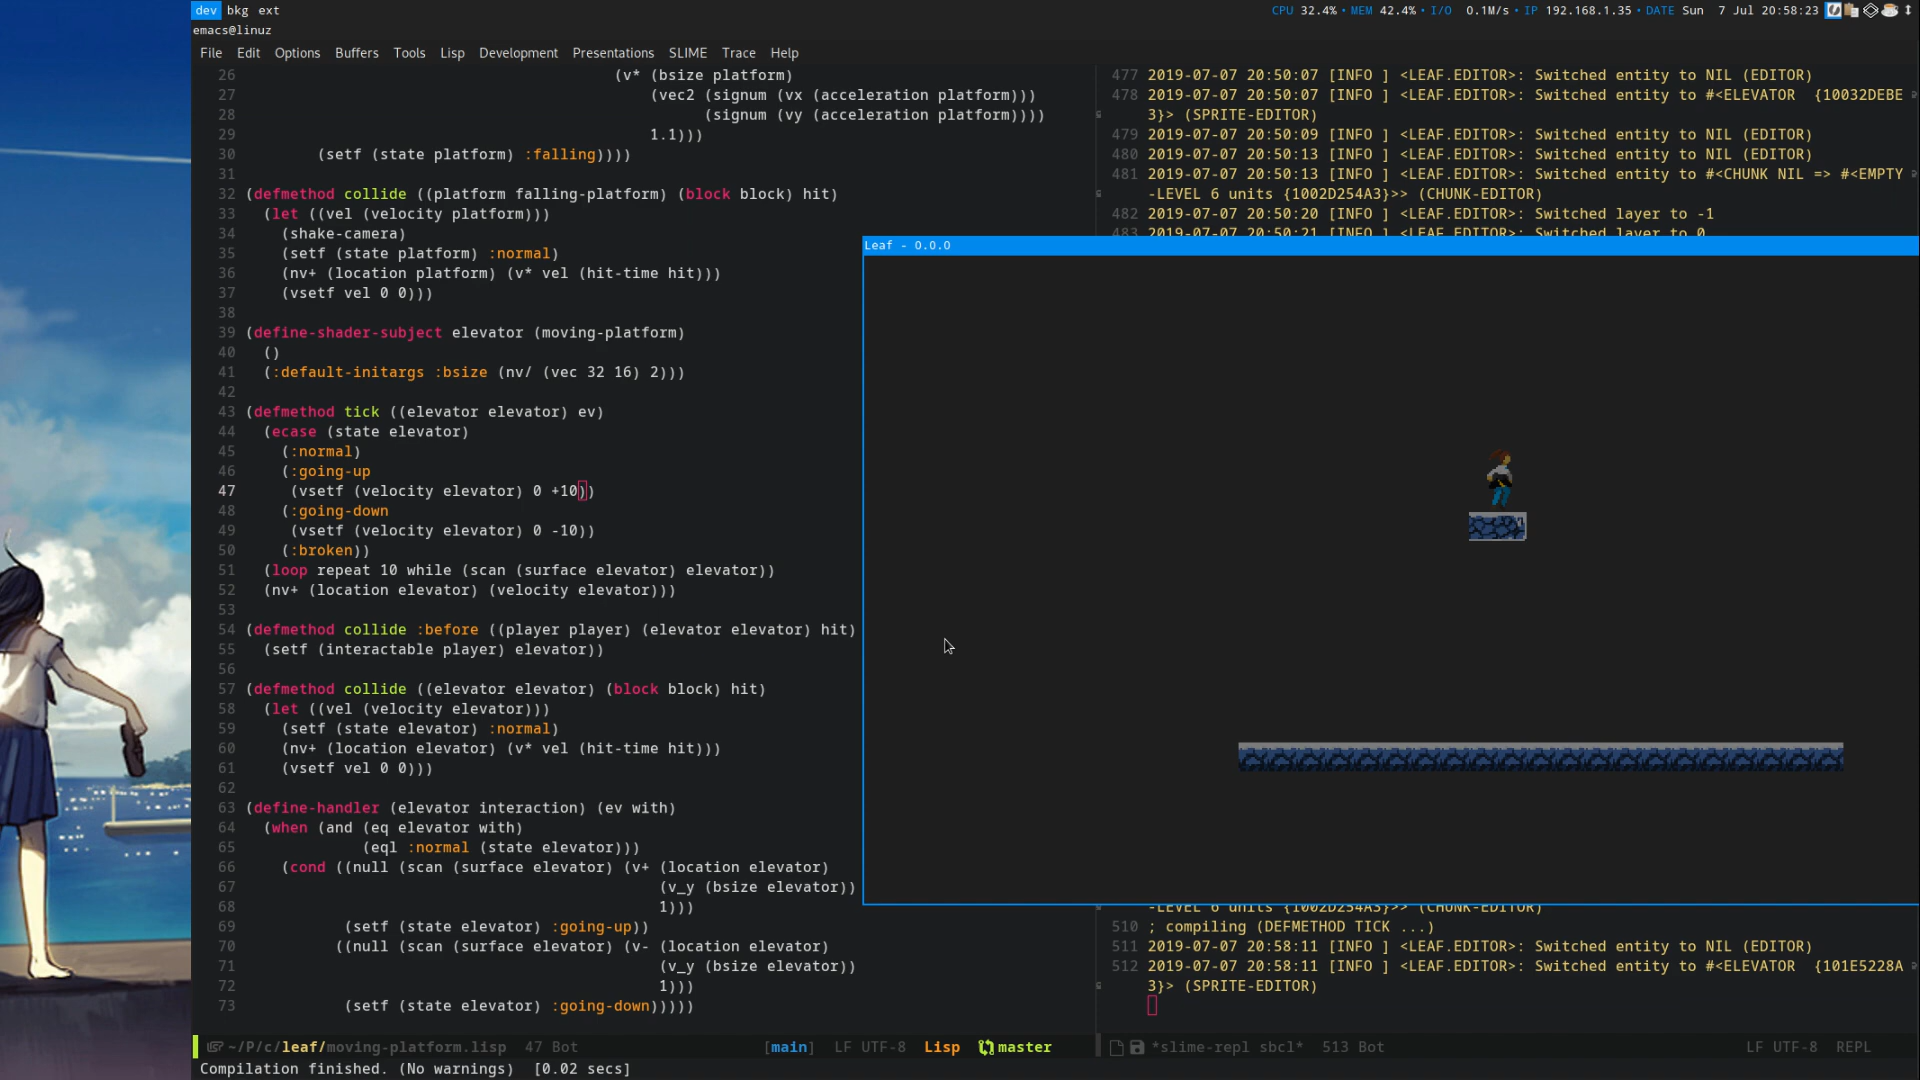 dev bkg ext
CPU 32.4% • MEM 42.4% • I/O 0.1M/s • IP 192.168.1.35 • DATE Sun 7 Jul 20:58:23
emacs@linuz
File Edit Options Buffers Tools Lisp Development Presentations SLIME Trace Help
26 (v* (bsize platform)
27 (vec2 (signum (vx (acceleration platform)))
28 (signum (vy (acceleration platform))))
29 1.1)))
30 (setf (state platform) :falling))))
31
32 (defmethod collide ((platform falling-platform) (block block) hit)
33 (let ((vel (velocity platform)))
34 (shake-camera)
35 (setf (state platform) :normal)
36 (nv+ (location platform) (v* vel (hit-time hit)))
37 (vsetf vel 0 0)))
38
39 (define-shader-subject elevator (moving-platform)
40 ()
41 (:default-initargs :bsize (nv/ (vec 32 16) 2)))
42
43 (defmethod tick ((elevator elevator) ev)
44 (ecase (state elevator)
45 (:normal)
46 (:going-up
47 (vsetf (velocity elevator) 0 +10))
48 (:going-down
49 (vsetf (velocity elevator) 0 -10))
50 (:broken))
51 (loop repeat 10 while (scan (surface elevator) elevator))
52 (nv+ (location elevator) (velocity elevator)))
53
54 (defmethod collide :before ((player player) (elevator elevator) hit)
55 (setf (interactable player) elevator))
56
57 (defmethod collide ((elevator elevator) (block block) hit)
58 (let ((vel (velocity elevator)))
59 (setf (state elevator) :normal)
60 (nv+ (location elevator) (v* vel (hit-time hit)))
61 (vsetf vel 0 0)))
62
63 (define-handler (elevator interaction) (ev with)
64 (when (and (eq elevator with)
65 (eql :normal (state elevator)))
66 (cond ((null (scan (surface elevator) (v+ (location elevator)
67 (v_y (bsize elevator))
68 1)))
69 (setf (state elevator) :going-up))
70 ((null (scan (surface elevator) (v- (location elevator)
71 (v_y (bsize elevator))
72 1)))
73 (setf (state elevator) :going-down)))))
~/P/c/leaf/moving-platform.lisp 47 Bot [main] LF UTF-8 Lisp master
Compilation finished. (No warnings) [0.02 secs]
477 2019-07-07 20:50:07 [INFO ] <LEAF.EDITOR>: Switched entity to NIL (EDITOR)
478 2019-07-07 20:50:07 [INFO ] <LEAF.EDITOR>: Switched entity to #<ELEVATOR {10032DEBE
3}> (SPRITE-EDITOR)
479 2019-07-07 20:50:09 [INFO ] <LEAF.EDITOR>: Switched entity to NIL (EDITOR)
480 2019-07-07 20:50:13 [INFO ] <LEAF.EDITOR>: Switched entity to NIL (EDITOR)
481 2019-07-07 20:50:13 [INFO ] <LEAF.EDITOR>: Switched entity to #<CHUNK NIL => #<EMPTY
-LEVEL 6 units {1002D254A3}>> (CHUNK-EDITOR)
482 2019-07-07 20:50:20 [INFO ] <LEAF.EDITOR>: Switched layer to -1
483 2019-07-07 20:50:21 [INFO ] <LEAF.EDITOR>: Switched layer to 0
Leaf - 0.0.0
-LEVEL 6 units {1002D254A3}>> (CHUNK-EDITOR)
510 ; compiling (DEFMETHOD TICK ...)
511 2019-07-07 20:58:11 [INFO ] <LEAF.EDITOR>: Switched entity to NIL (EDITOR)
512 2019-07-07 20:58:11 [INFO ] <LEAF.EDITOR>: Switched entity to #<ELEVATOR {101E5228A
3}> (SPRITE-EDITOR)
*slime-repl sbcl* 513 Bot LF UTF-8 REPL